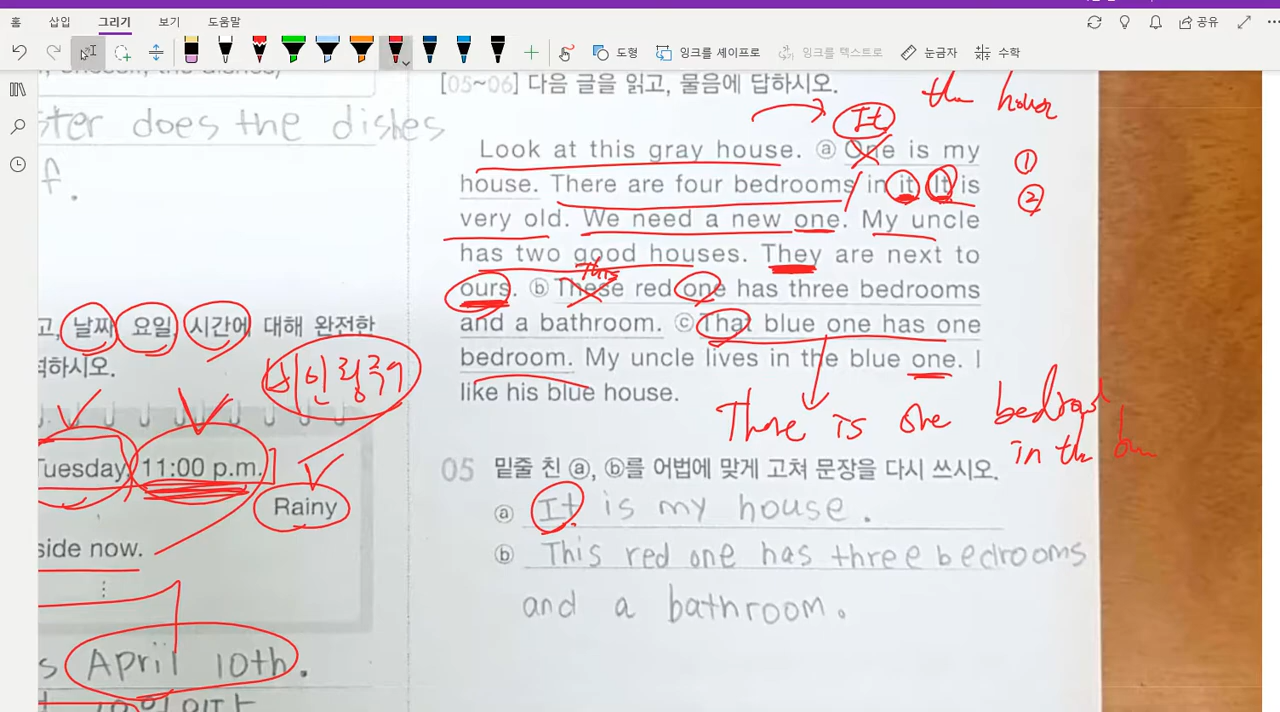 홈 삽입 그리기 보기 도움말
공유
도형 잉크를 셰이프로 잉크를 텍스트로 눈금자 수학
ster does the dishes
f.
고, 날짜 요일, 시간에 대해 완전한
력하시오.
비인칭주어
Tuesday 11:00 p.m.
Rainy
side now.
s April 10th.
[05~06] 다음 글을 읽고, 물음에 답하시오.
the house
It
Look at this gray house. ⓐ One is my
house. There are four bedrooms in it. It is
very old. We need a new one. My uncle
has two good houses. They are next to
This
ours. ⓑ These red one has three bedrooms
and a bathroom. ⓒ That blue one has one
bedroom. My uncle lives in the blue one. I
like his blue house.
①
②
There is one bedroom
in the
05 밑줄 친 ⓐ, ⓑ를 어법에 맞게 고쳐 문장을 다시 쓰시오.
ⓐ It is my house.
ⓑ This red one has three bedrooms
and a bathroom.